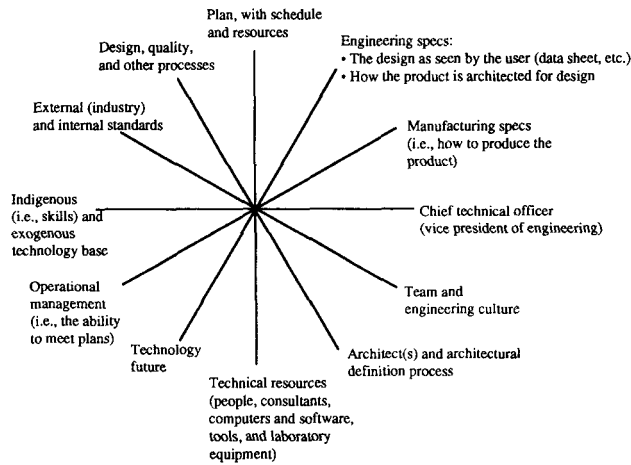 Plan, with schedule
and resources
Engineering specs:
• The design as seen by the user (data sheet, etc.)
• How the product is architected for design
Manufacturing specs
(i.e., how to produce the
product)
Chief technical officer
(vice president of engineering)
Team and
engineering culture
Architect(s) and architectural
definition process
Technical resources
(people, consultants,
computers and software,
tools, and laboratory
equipment)
Technology
future
Operational
management
(i.e., the ability
to meet plans)
Indigenous
(i.e., skills) and
exogenous
technology base
External (industry)
and internal standards
Design, quality,
and other processes